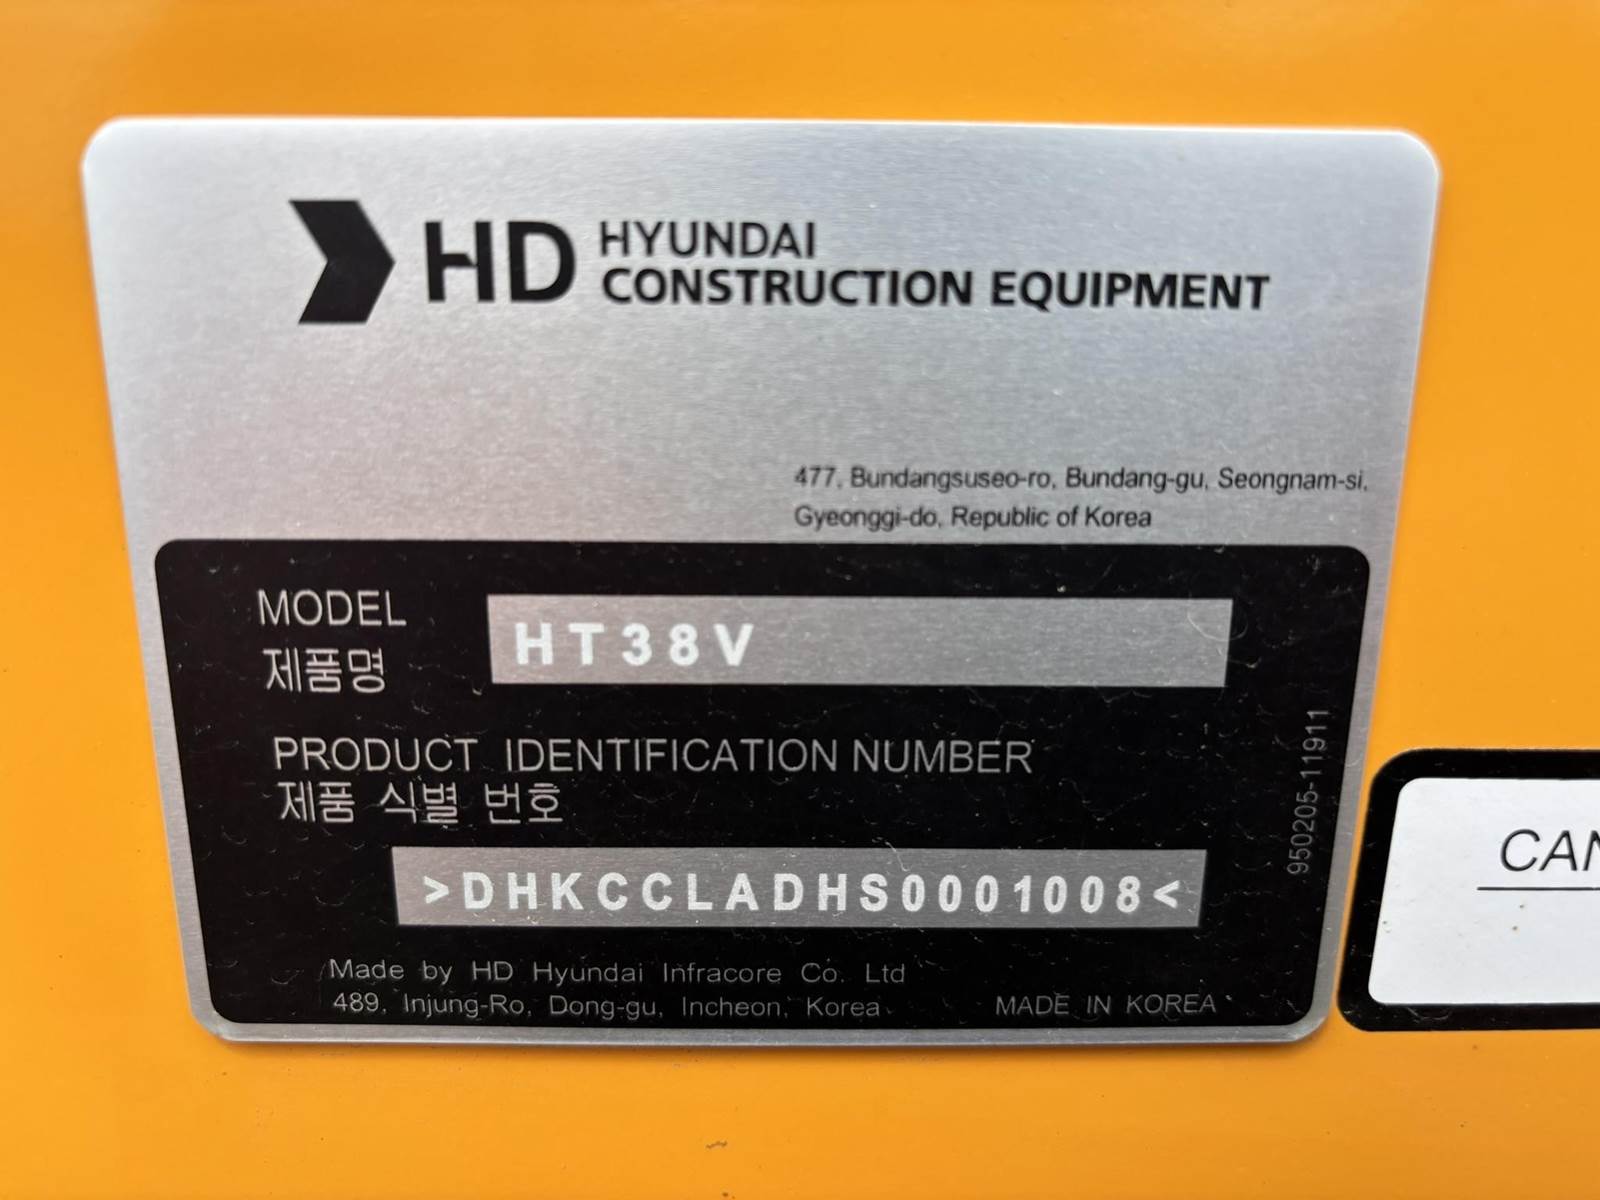 HD HYUNDAI
CONSTRUCTION EQUIPMENT
477, Bundangsuseo-ro, Bundang-gu, Seongnam-si,
Gyeonggi-do, Republic of Korea
MODEL
제품명
HT38V
PRODUCT IDENTIFICATION NUMBER
제품 식별 번호
>DHKCCLADHS0001008<
950205-11911
Made by HD Hyundai Infracore Co. Ltd
489, Injung-Ro, Dong-gu, Incheon, Korea
MADE IN KOREA